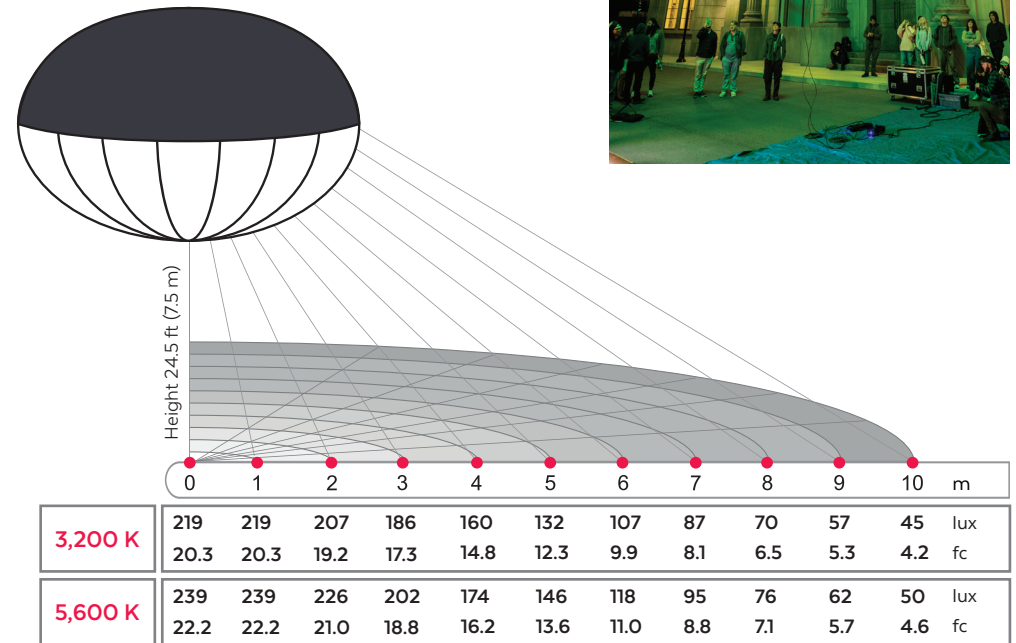 Height 24.5 ft (7.5 m)
0 1 2 3 4 5 6 7 8 9 10 m
3,200 K
219 219 207 186 160 132 107 87 70 57 45 lux
20.3 20.3 19.2 17.3 14.8 12.3 9.9 8.1 6.5 5.3 4.2 fc
5,600 K
239 239 226 202 174 146 118 95 76 62 50 lux
22.2 22.2 21.0 18.8 16.2 13.6 11.0 8.8 7.1 5.7 4.6 fc